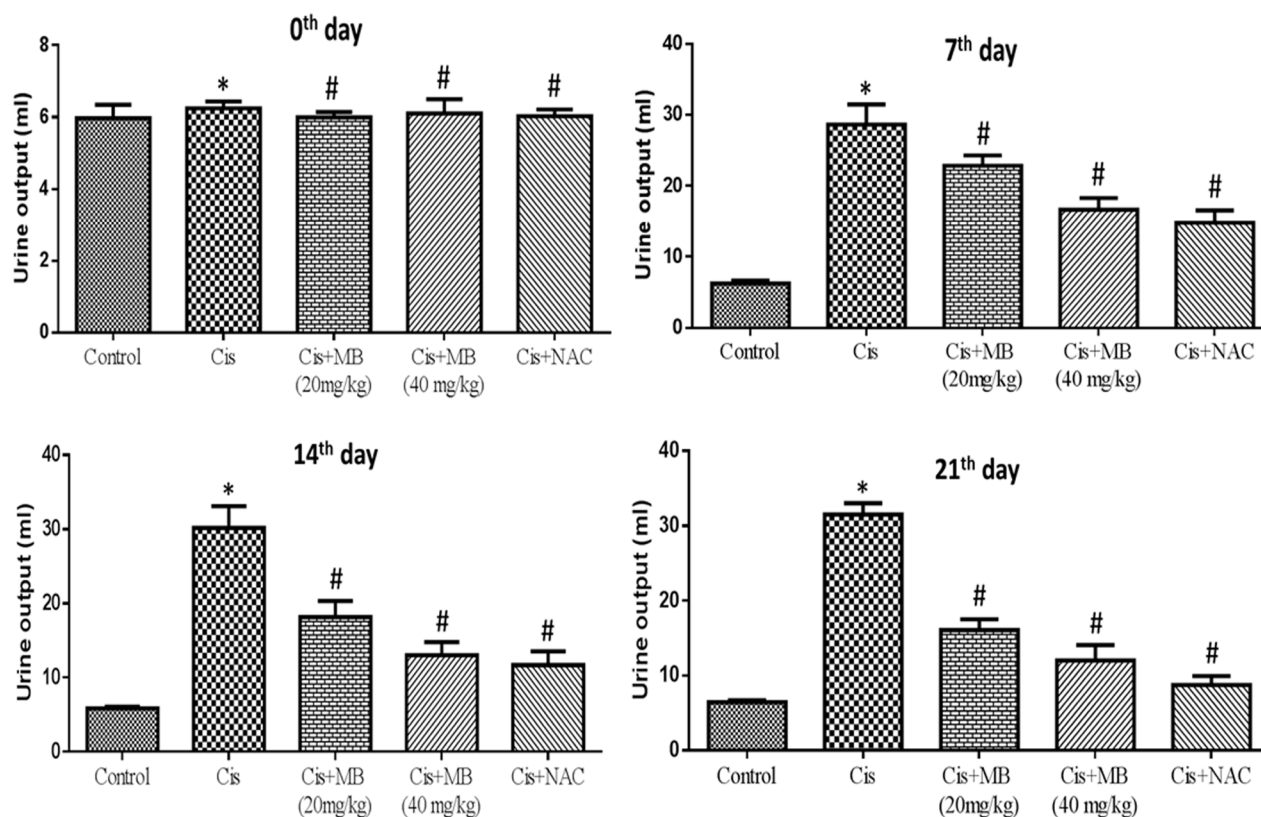 0th day
Urine output (ml)
8
6
4
2
0
*
#
#
#
Control
Cis
Cis+MB
(20mg/kg)
Cis+MB
(40 mg/kg)
Cis+NAC
7th day
Urine output (ml)
40
30
20
10
0
*
#
#
#
Control
Cis
Cis+MB
(20mg/kg)
Cis+MB
(40 mg/kg)
Cis+NAC
14th day
Urine output (ml)
40
30
20
10
0
*
#
#
#
Control
Cis
Cis+MB
(20mg/kg)
Cis+MB
(40 mg/kg)
Cis+NAC
21th day
Urine output (ml)
40
30
20
10
0
*
#
#
#
Control
Cis
Cis+MB
(20mg/kg)
Cis+MB
(40 mg/kg)
Cis+NAC